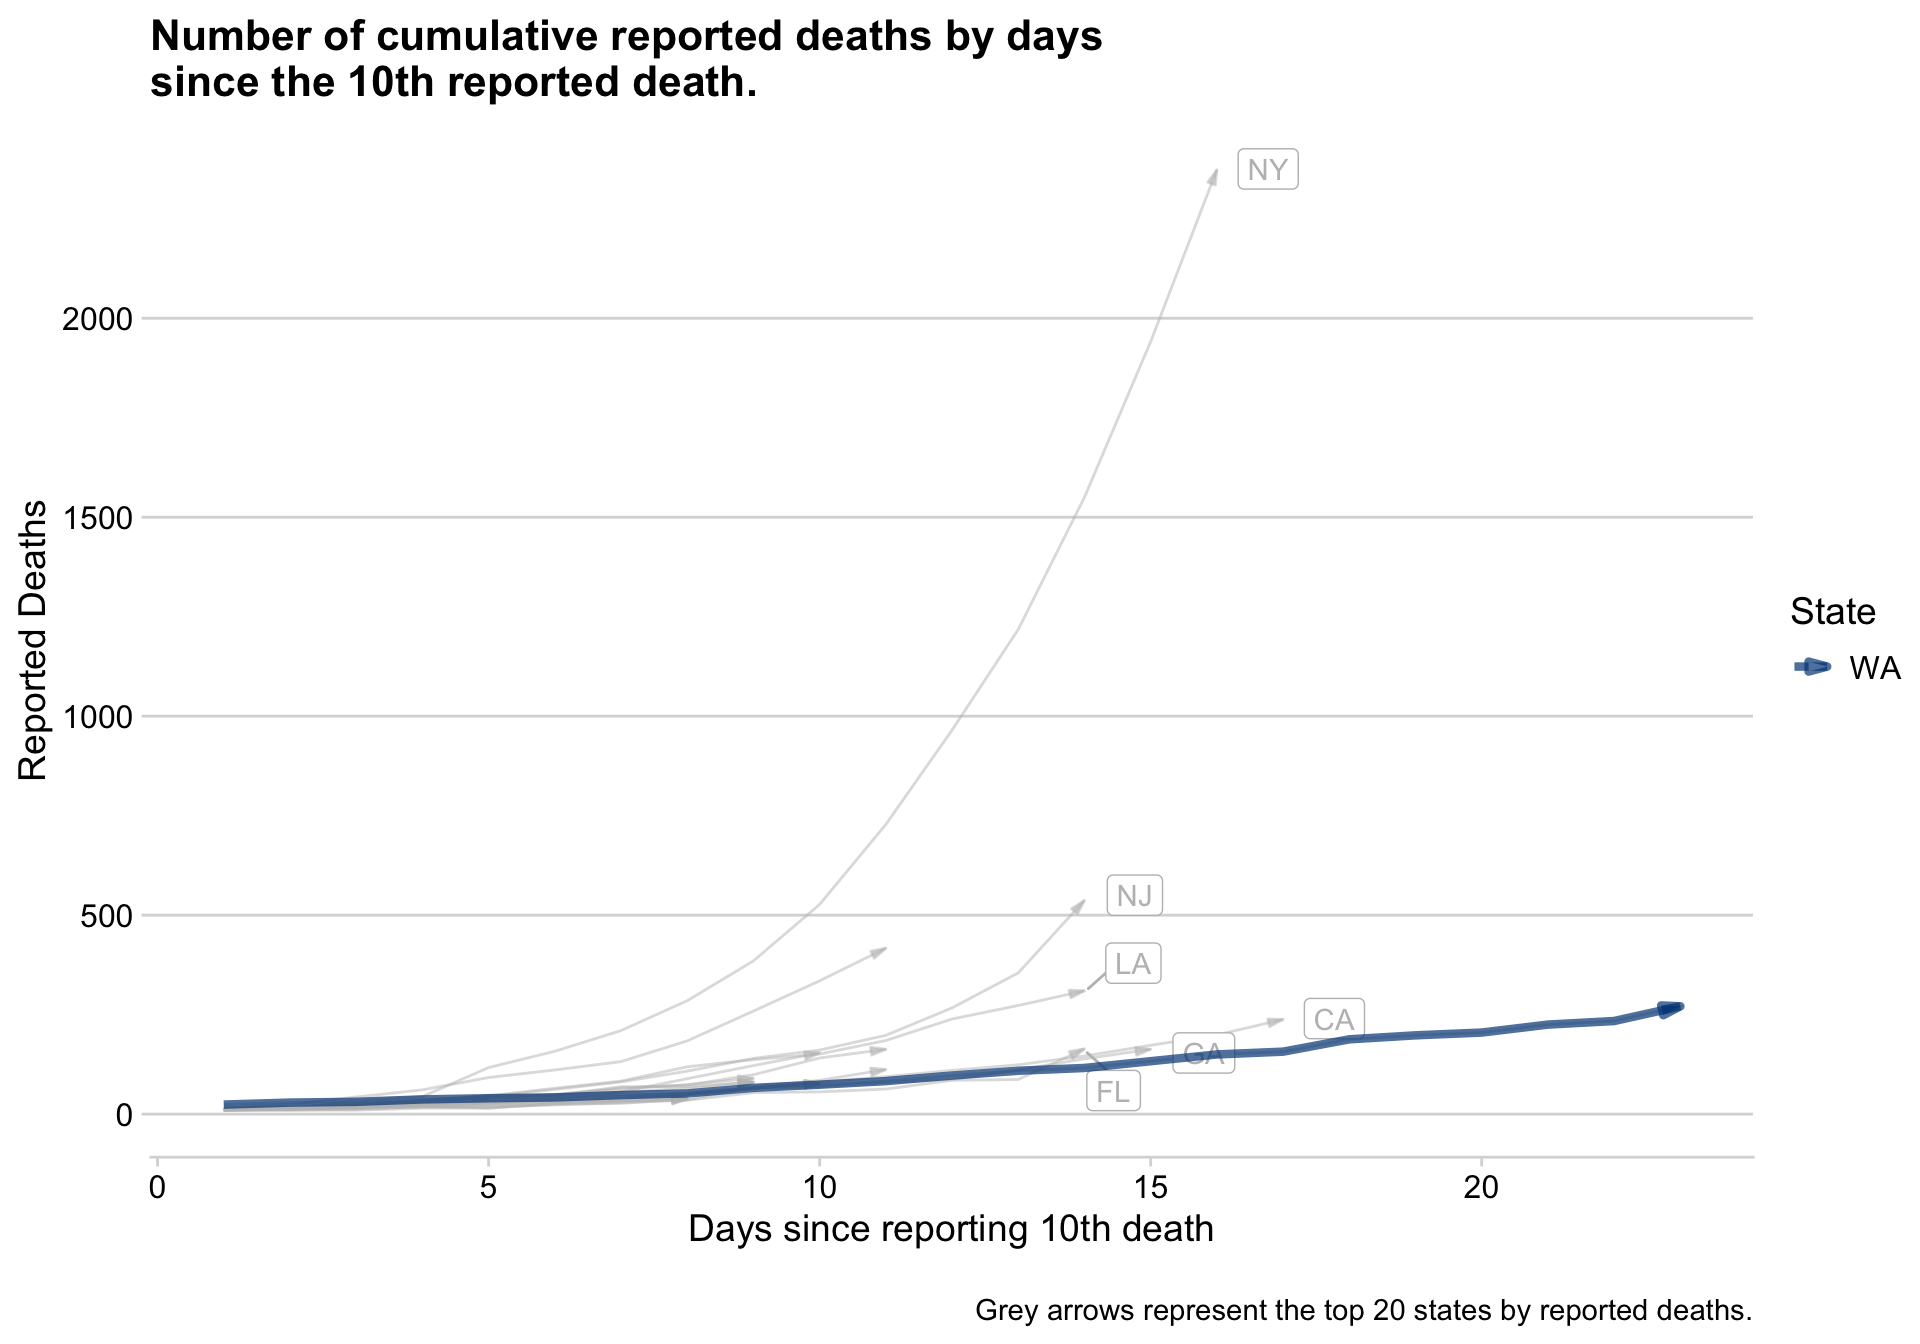 Number of cumulative reported deaths by days
since the 10th reported death.
NY
2000
1500
1000
500
0
Reported Deaths
NJ
LA
CA
GA
FL
State
WA
0 5 10 15 20
Days since reporting 10th death
Grey arrows represent the top 20 states by reported deaths.